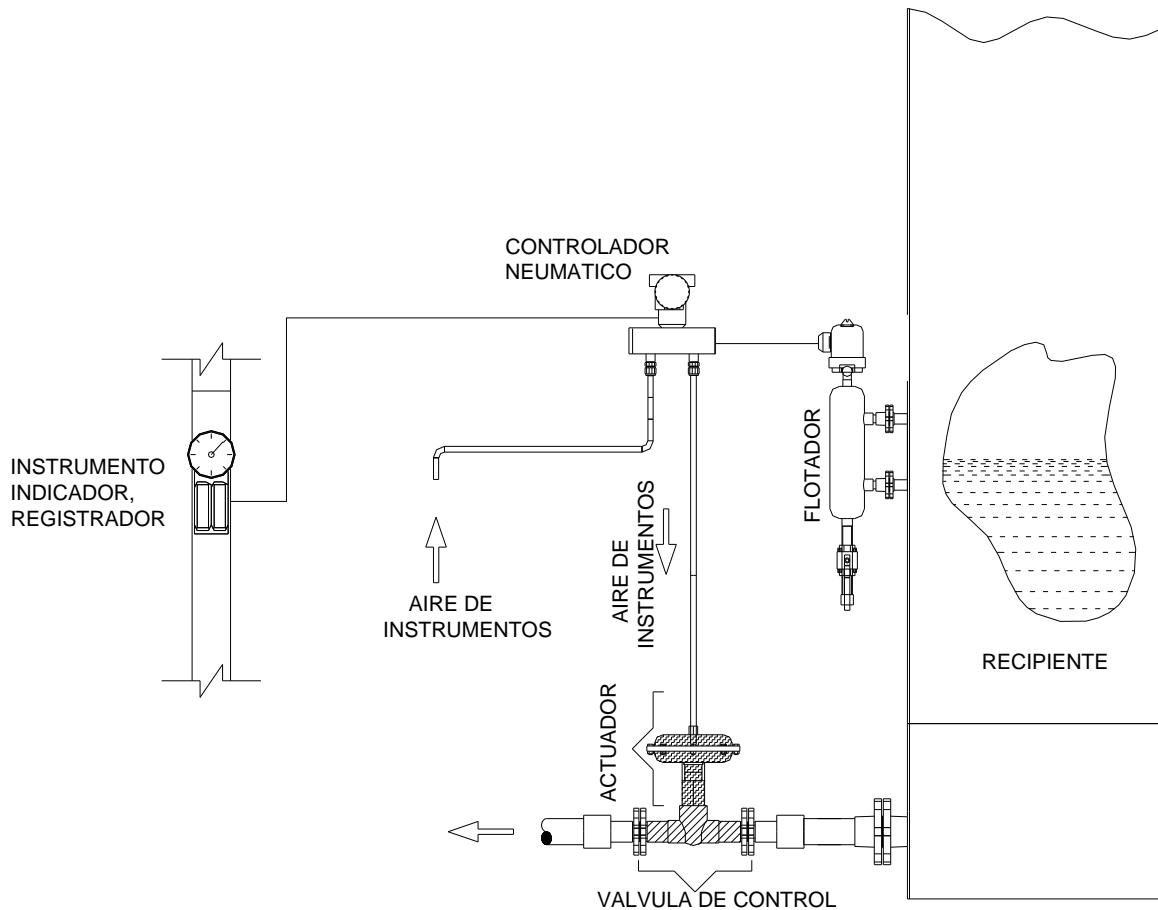 CONTROLADOR
NEUMATICO
INSTRUMENTO
INDICADOR,
REGISTRADOR
AIRE DE
INSTRUMENTOS
AIRE DE
INSTRUMENTOS
FLOTADOR
RECIPIENTE
ACTUADOR
VALVULA DE CONTROL